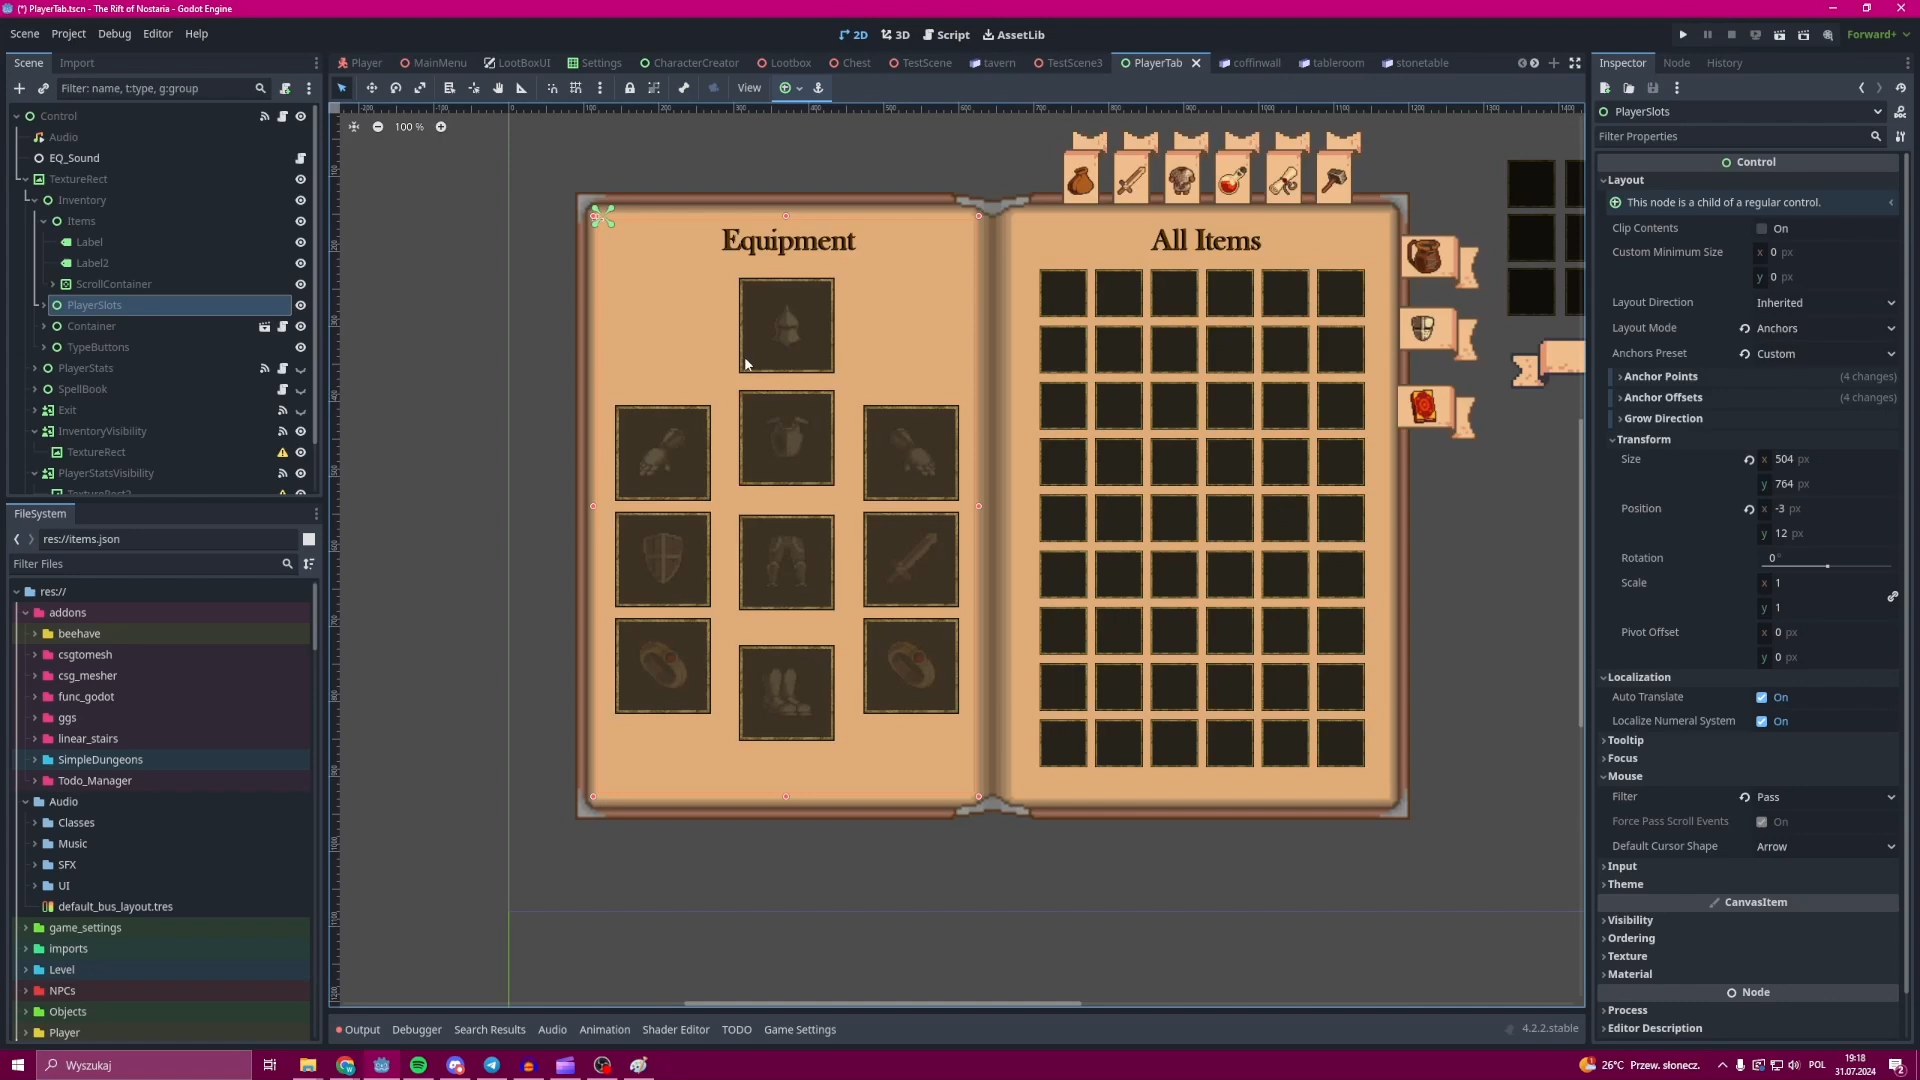 (*) PlayerTab.tscn - The Rift of Nostaria - Godot Engine
Scene Project Debug Editor Help
2D 3D Script AssetLib
Forward+
Scene Import
Player MainMenu LootBoxUI Settings CharacterCreator Lootbox Chest TestScene tavern TestScene3 PlayerTab coffinwall tableroom stonetable
Inspector Node History
Filter: name, t:type, g:group
View
100 %
Control
Audio
EQ_Sound
TextureRect
Inventory
Items
Label
Label2
ScrollContainer
PlayerSlots
Container
TypeButtons
PlayerStats
SpellBook
Exit
InventoryVisibility
TextureRect
PlayerStatsVisibility
TextureRect2
FileSystem
res://items.json
Filter Files
res://
addons
beehave
csgtomesh
csg_mesher
func_godot
ggs
linear_stairs
SimpleDungeons
Todo_Manager
Audio
Classes
Music
SFX
UI
default_bus_layout.tres
game_settings
imports
Level
NPCs
Objects
Player
Equipment
All Items
PlayerSlots
Filter Properties
Control
Layout
This node is a child of a regular control.
Clip Contents On
Custom Minimum Size x 0 px
y 0 px
Layout Direction Inherited
Layout Mode Anchors
Anchors Preset Custom
Anchor Points (4 changes)
Anchor Offsets (4 changes)
Grow Direction
Transform
Size x 504 px
y 764 px
Position x -3 px
y 12 px
Rotation 0 °
Scale x 1
y 1
Pivot Offset x 0 px
y 0 px
Localization
Auto Translate On
Localize Numeral System On
Tooltip
Focus
Mouse
Filter Pass
Force Pass Scroll Events On
Default Cursor Shape Arrow
Input
Theme
CanvasItem
Visibility
Ordering
Texture
Material
Node
Process
Editor Description
Output Debugger Search Results Audio Animation Shader Editor TODO Game Settings
4.2.2.stable
Wyszukaj
26°C Przew. słonecz.
POL
19:18
31.07.2024